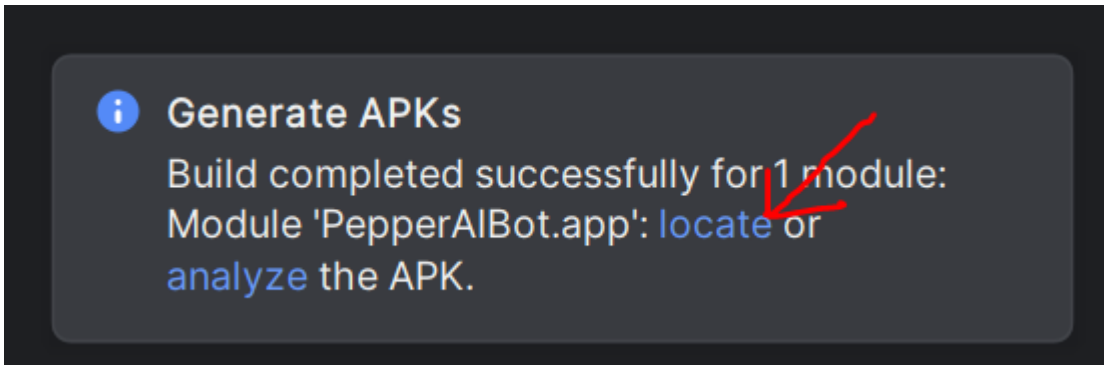 Generate APKs
Build completed successfully for 1 module:
Module 'PepperAIBot.app': locate or
analyze the APK.